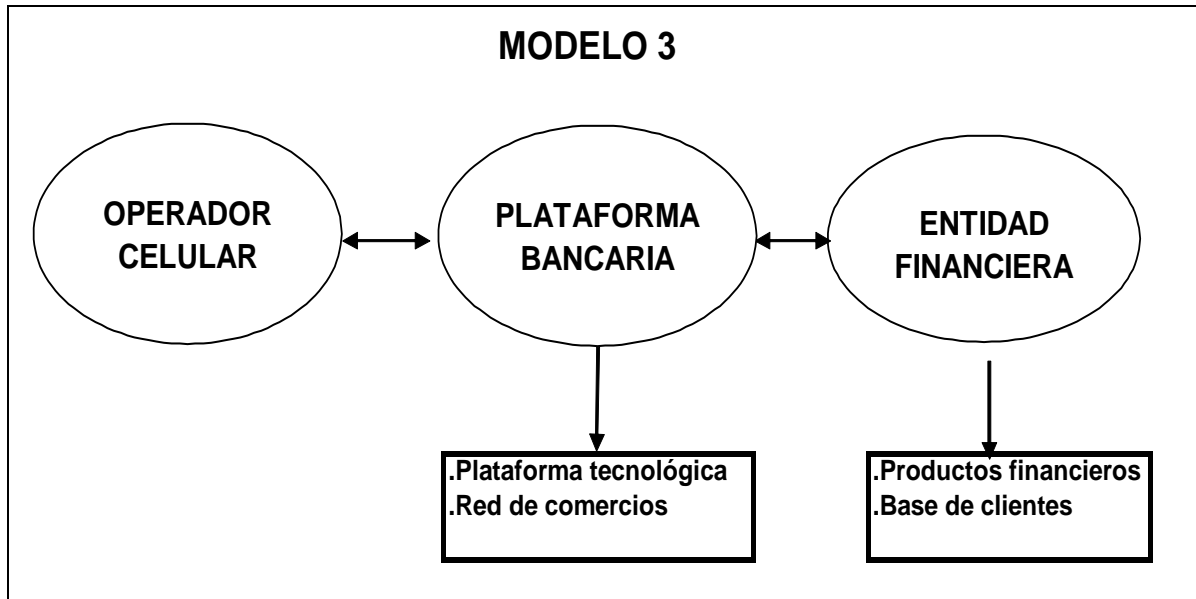 MODELO 3
OPERADOR
CELULAR
PLATAFORMA
BANCARIA
ENTIDAD
FINANCIERA
.Plataforma tecnológica
.Red de comercios
.Productos financieros
.Base de clientes